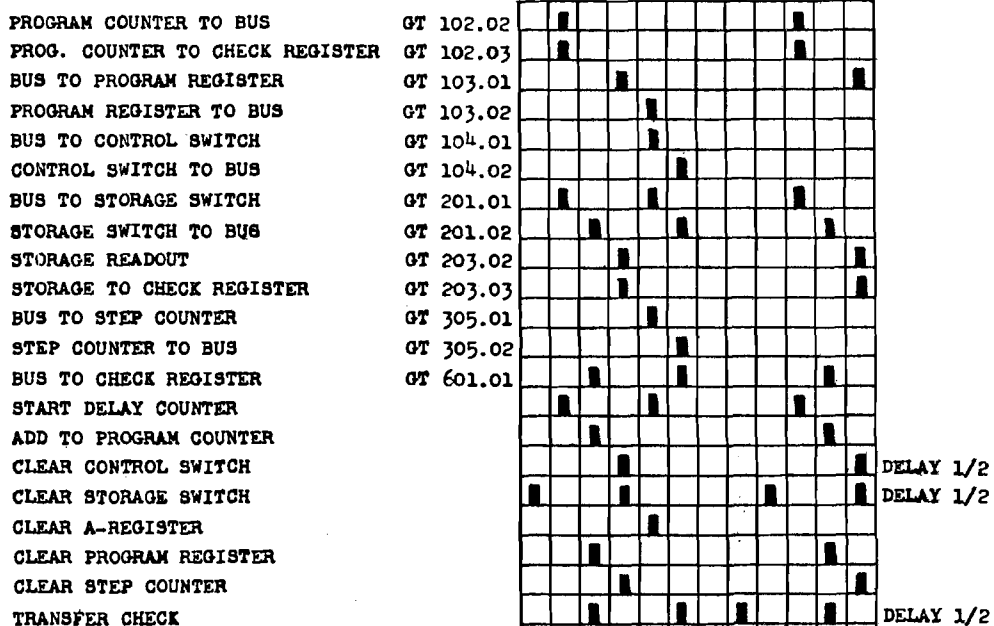 PROGRAM COUNTER TO BUS GT 102.02
PROG. COUNTER TO CHECK REGISTER GT 102.03
BUS TO PROGRAM REGISTER GT 103.01
PROGRAM REGISTER TO BUS GT 103.02
BUS TO CONTROL SWITCH GT 104.01
CONTROL SWITCH TO BUS GT 104.02
BUS TO STORAGE SWITCH GT 201.01
STORAGE SWITCH TO BUS GT 201.02
STORAGE READOUT GT 203.02
STORAGE TO CHECK REGISTER GT 203.03
BUS TO STEP COUNTER GT 305.01
STEP COUNTER TO BUS GT 305.02
BUS TO CHECK REGISTER GT 601.01
START DELAY COUNTER
ADD TO PROGRAM COUNTER
CLEAR CONTROL SWITCH DELAY 1/2
CLEAR STORAGE SWITCH DELAY 1/2
CLEAR A-REGISTER
CLEAR PROGRAM REGISTER
CLEAR STEP COUNTER
TRANSFER CHECK DELAY 1/2